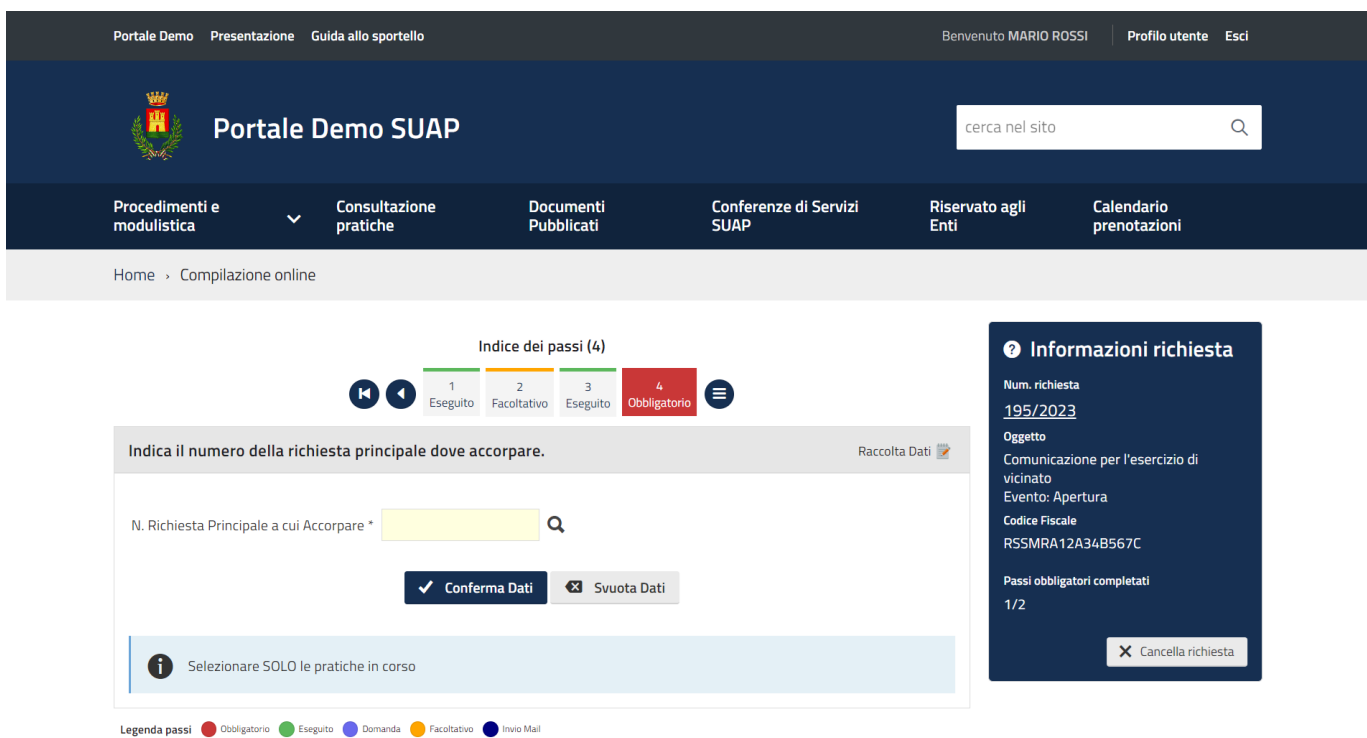 Portale Demo Presentazione Guida allo sportello Benvenuto MARIO ROSSI Profilo utente Esci
Portale Demo SUAP
cerca nel sito
Procedimenti e modulistica
Consultazione pratiche
Documenti Pubblicati
Conferenze di Servizi SUAP
Riservato agli Enti
Calendario prenotazioni
Home › Compilazione online
Indice dei passi (4)
1 Eseguito
2 Facoltativo
3 Eseguito
4 Obbligatorio
Indica il numero della richiesta principale dove accorpare. Raccolta Dati
N. Richiesta Principale a cui Accorpare *
Conferma Dati Svuota Dati
Selezionare SOLO le pratiche in corso
Legenda passi Obbligatorio Eseguito Domanda Facoltativo Invio Mail
Informazioni richiesta
Num. richiesta
195/2023
Oggetto
Comunicazione per l'esercizio di
vicinato
Evento: Apertura
Codice Fiscale
RSSMRA12A34B567C
Passi obbligatori completati
1/2
Cancella richiesta